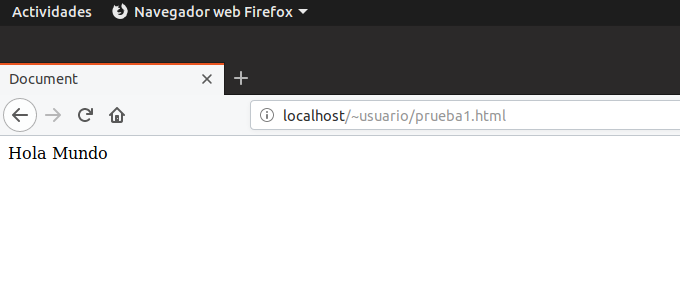 Actividades Navegador web Firefox
Document
localhost/~usuario/prueba1.html
Hola Mundo